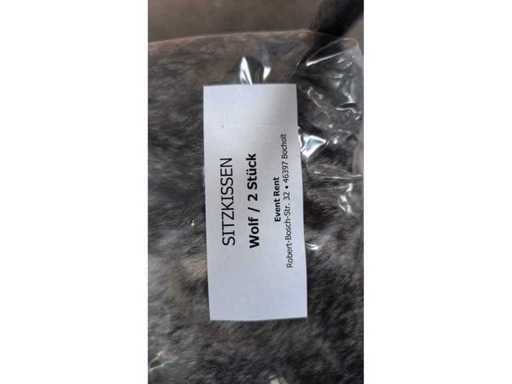 SITZKISSEN
Wolf / 2 Stück
Event Rent
Robert-Bosch-Str. 32 • 46397 Bocholt